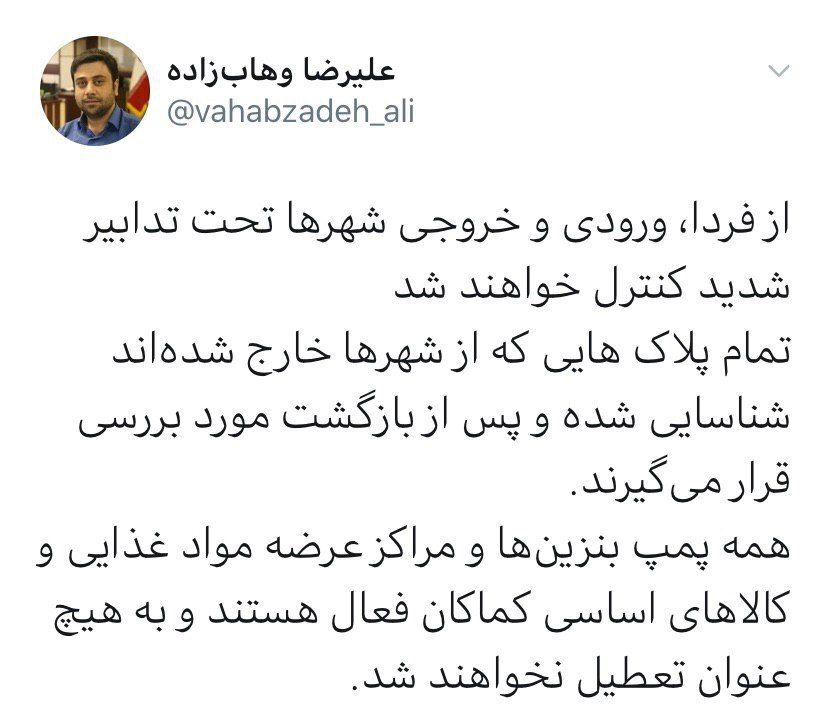 علیرضا وهاب‌زاده
@vahabzadeh_ali
از فردا، ورودی و خروجی شهرها تحت تدابیر
شدید کنترل خواهند شد
تمام پلاک هایی که از شهرها خارج شده‌اند
شناسایی شده و پس از بازگشت مورد بررسی
قرار می‌گیرند.
همه پمپ بنزین‌ها و مراکز عرضه مواد غذایی و
کالاهای اساسی کماکان فعال هستند و به هیچ
عنوان تعطیل نخواهند شد.